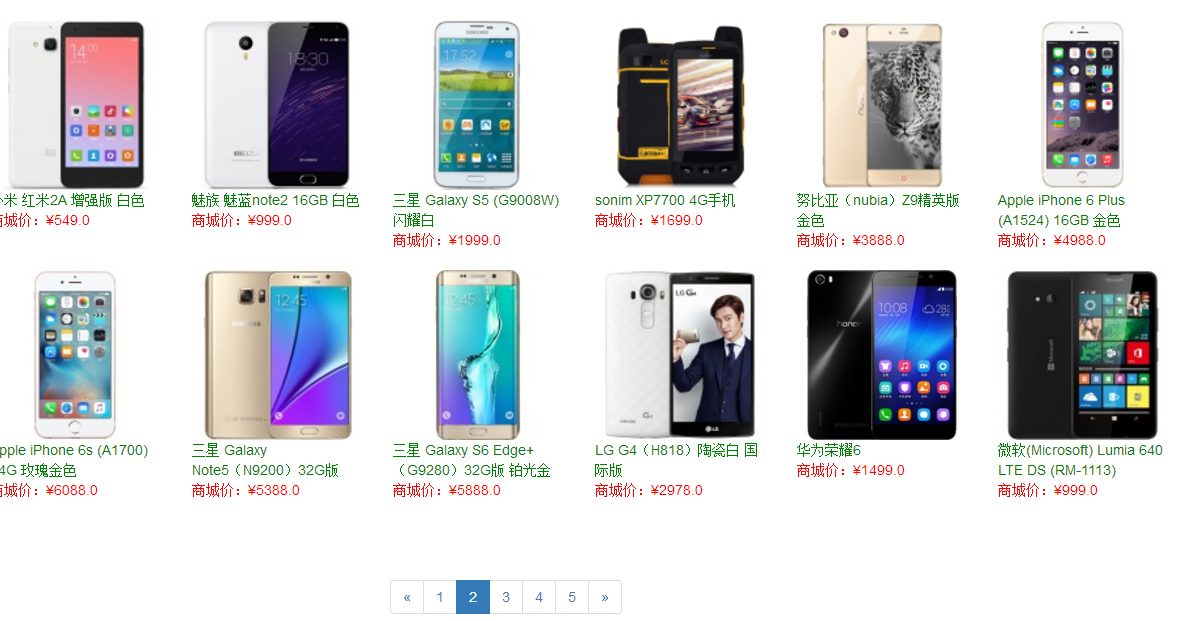 米 红米2A 增强版 白色
商城价：¥549.0
魅族 魅蓝note2 16GB 白色
商城价：¥999.0
三星 Galaxy S5 (G9008W)
闪耀白
商城价：¥1999.0
sonim XP7700 4G手机
商城价：¥1699.0
努比亚（nubia）Z9精英版
金色
商城价：¥3888.0
Apple iPhone 6 Plus
(A1524) 16GB 金色
商城价：¥4988.0
pple iPhone 6s (A1700)
4G 玫瑰金色
商城价：¥6088.0
三星 Galaxy
Note5（N9200）32G版
商城价：¥5388.0
三星 Galaxy S6 Edge+
（G9280）32G版 铂光金
商城价：¥5888.0
LG G4（H818）陶瓷白 国
际版
商城价：¥2978.0
华为荣耀6
商城价：¥1499.0
微软(Microsoft) Lumia 640
LTE DS (RM-1113)
商城价：¥999.0
« 1 2 3 4 5 »